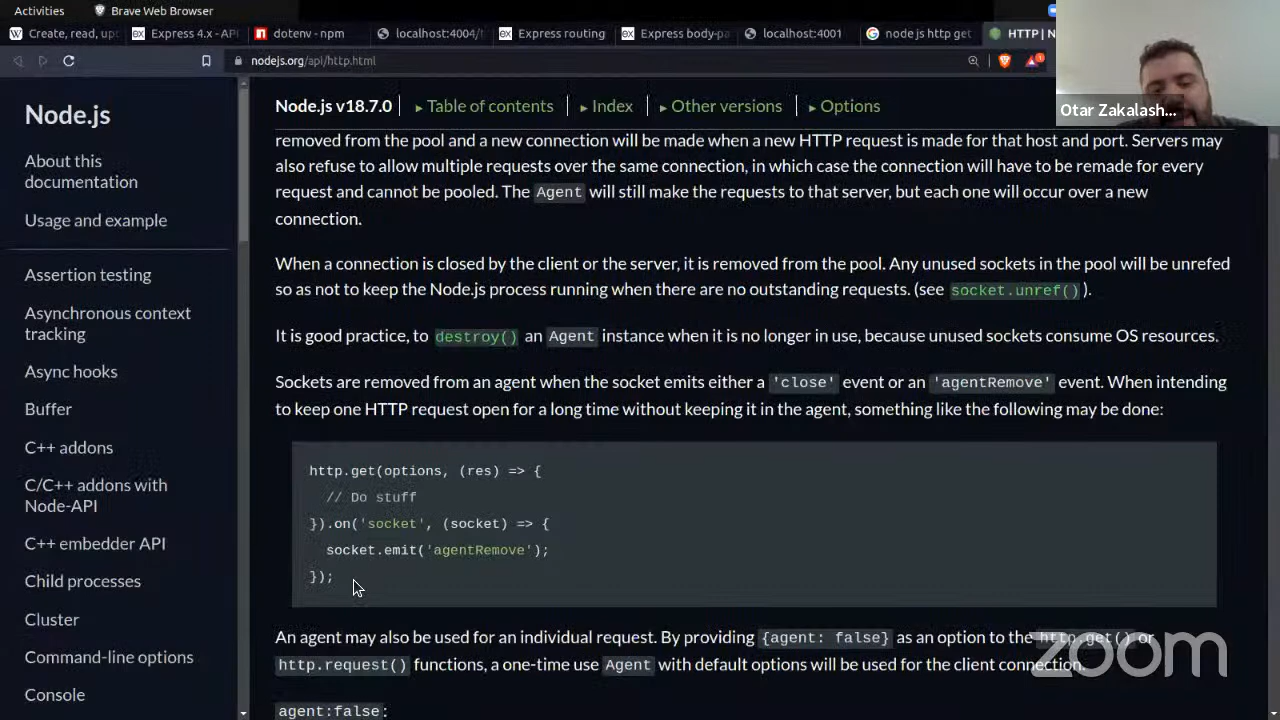 Activities
Brave Web Browser
Create, read, up
Express 4.x - API
dotenv - npm
localhost:4004/t
Express routing
Express body-pa
localhost:4001
node js http get
HTTP | N
nodejs.org/api/http.html
Otar Zakalash...
Node.js
About this
documentation
Usage and example
Assertion testing
Asynchronous context
tracking
Async hooks
Buffer
C++ addons
C/C++ addons with
Node-API
C++ embedder API
Child processes
Cluster
Command-line options
Console
Node.js v18.7.0
▸ Table of contents
▸ Index
▸ Other versions
▸ Options
removed from the pool and a new connection will be made when a new HTTP request is made for that host and port. Servers may
also refuse to allow multiple requests over the same connection, in which case the connection will have to be remade for every
request and cannot be pooled. The Agent will still make the requests to that server, but each one will occur over a new
connection.
When a connection is closed by the client or the server, it is removed from the pool. Any unused sockets in the pool will be unrefed
so as not to keep the Node.js process running when there are no outstanding requests. (see socket.unref() ).
It is good practice, to destroy() an Agent instance when it is no longer in use, because unused sockets consume OS resources.
Sockets are removed from an agent when the socket emits either a 'close' event or an 'agentRemove' event. When intending
to keep one HTTP request open for a long time without keeping it in the agent, something like the following may be done:
http.get(options, (res) => {
// Do stuff
}).on('socket', (socket) => {
socket.emit('agentRemove');
});
An agent may also be used for an individual request. By providing {agent: false} as an option to the http.get() or
http.request() functions, a one-time use Agent with default options will be used for the client connection.
agent:false:
zoom